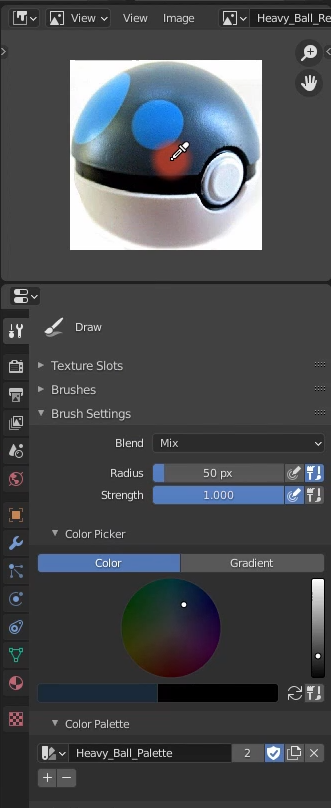 View
View
Image
Heavy_Ball_Re
Draw
Texture Slots
Brushes
Brush Settings
Blend
Mix
Radius
50 px
Strength
1.000
Color Picker
Color
Gradient
Color Palette
Heavy_Ball_Palette
2